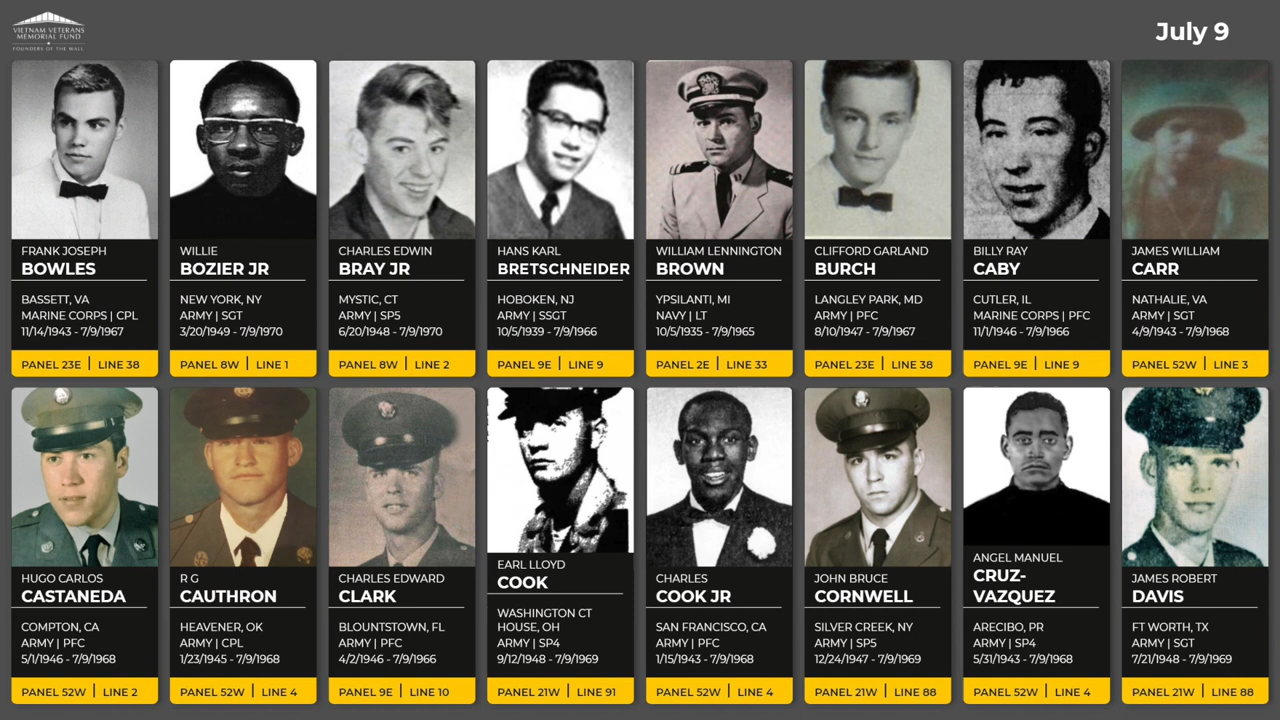 VIETNAM VETERANS
MEMORIAL FUND
FOUNDERS OF THE WALL
July 9
FRANK JOSEPH
BOWLES
BASSETT, VA
MARINE CORPS | CPL
11/14/1943 - 7/9/1967
PANEL 23E | LINE 38
WILLIE
BOZIER JR
NEW YORK, NY
ARMY | SGT
3/20/1949 - 7/9/1970
PANEL 8W | LINE 1
CHARLES EDWIN
BRAY JR
MYSTIC, CT
ARMY | SP5
6/20/1948 - 7/9/1970
PANEL 8W | LINE 2
HANS KARL
BRETSCHNEIDER
HOBOKEN, NJ
ARMY | SSGT
10/5/1939 - 7/9/1966
PANEL 9E | LINE 9
WILLIAM LENNINGTON
BROWN
YPSILANTI, MI
NAVY | LT
10/5/1935 - 7/9/1965
PANEL 2E | LINE 33
CLIFFORD GARLAND
BURCH
LANGLEY PARK, MD
ARMY | PFC
8/10/1947 - 7/9/1967
PANEL 23E | LINE 38
BILLY RAY
CABY
CUTLER, IL
MARINE CORPS | PFC
11/1/1946 - 7/9/1966
PANEL 9E | LINE 9
JAMES WILLIAM
CARR
NATHALIE, VA
ARMY | SGT
4/9/1943 - 7/9/1968
PANEL 52W | LINE 3
HUGO CARLOS
CASTANEDA
COMPTON, CA
ARMY | PFC
5/1/1946 - 7/9/1968
PANEL 52W | LINE 2
R G
CAUTHRON
HEAVENER, OK
ARMY | CPL
1/23/1945 - 7/9/1968
PANEL 52W | LINE 4
CHARLES EDWARD
CLARK
BLOUNTSTOWN, FL
ARMY | PFC
4/2/1946 - 7/9/1966
PANEL 9E | LINE 10
EARL LLOYD
COOK
WASHINGTON CT
HOUSE, OH
ARMY | SP4
9/12/1948 - 7/9/1969
PANEL 21W | LINE 91
CHARLES
COOK JR
SAN FRANCISCO, CA
ARMY | PFC
1/15/1943 - 7/9/1968
PANEL 52W | LINE 4
JOHN BRUCE
CORNWELL
SILVER CREEK, NY
ARMY | SP5
12/24/1947 - 7/9/1969
PANEL 21W | LINE 88
ANGEL MANUEL
CRUZ-
VAZQUEZ
ARECIBO, PR
ARMY | SP4
5/31/1943 - 7/9/1968
PANEL 52W | LINE 4
JAMES ROBERT
DAVIS
FT WORTH, TX
ARMY | SGT
7/21/1948 - 7/9/1969
PANEL 21W | LINE 88